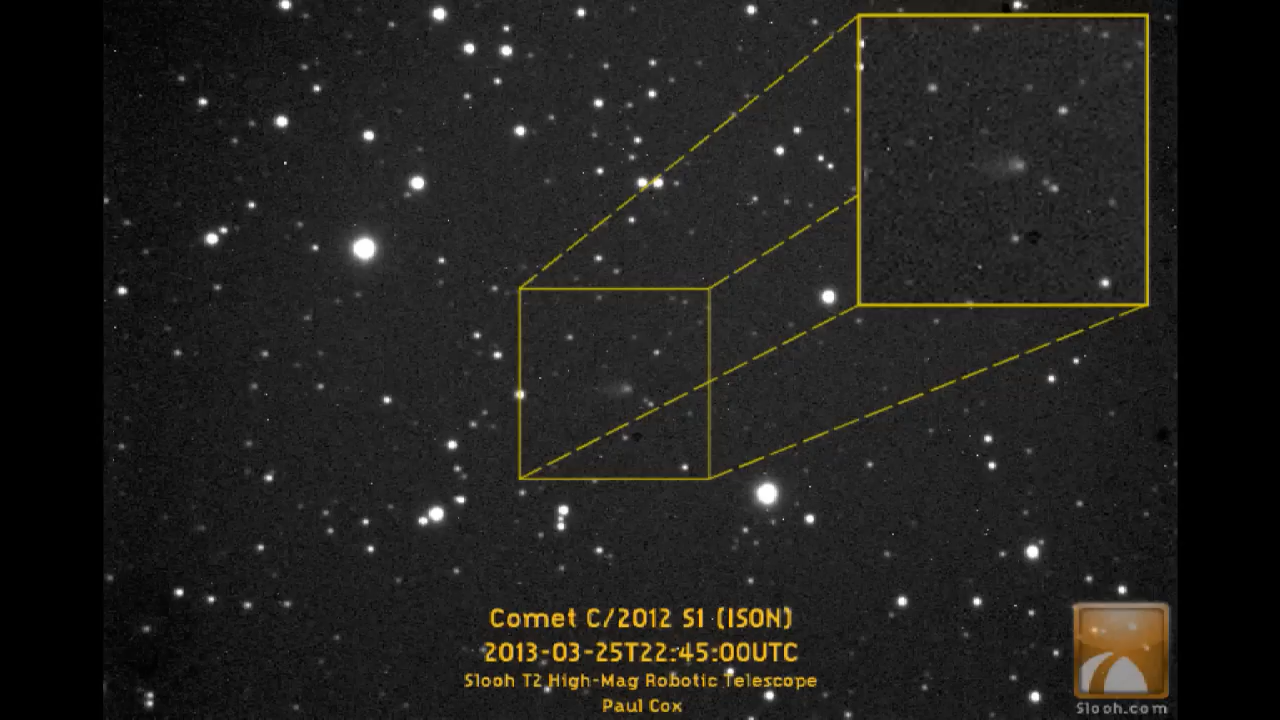 Comet C/2012 S1 (ISON)
2013-03-25T22:45:00UTC
Slooh T2 High-Mag Robotic Telescope
Paul Cox
Slooh.com